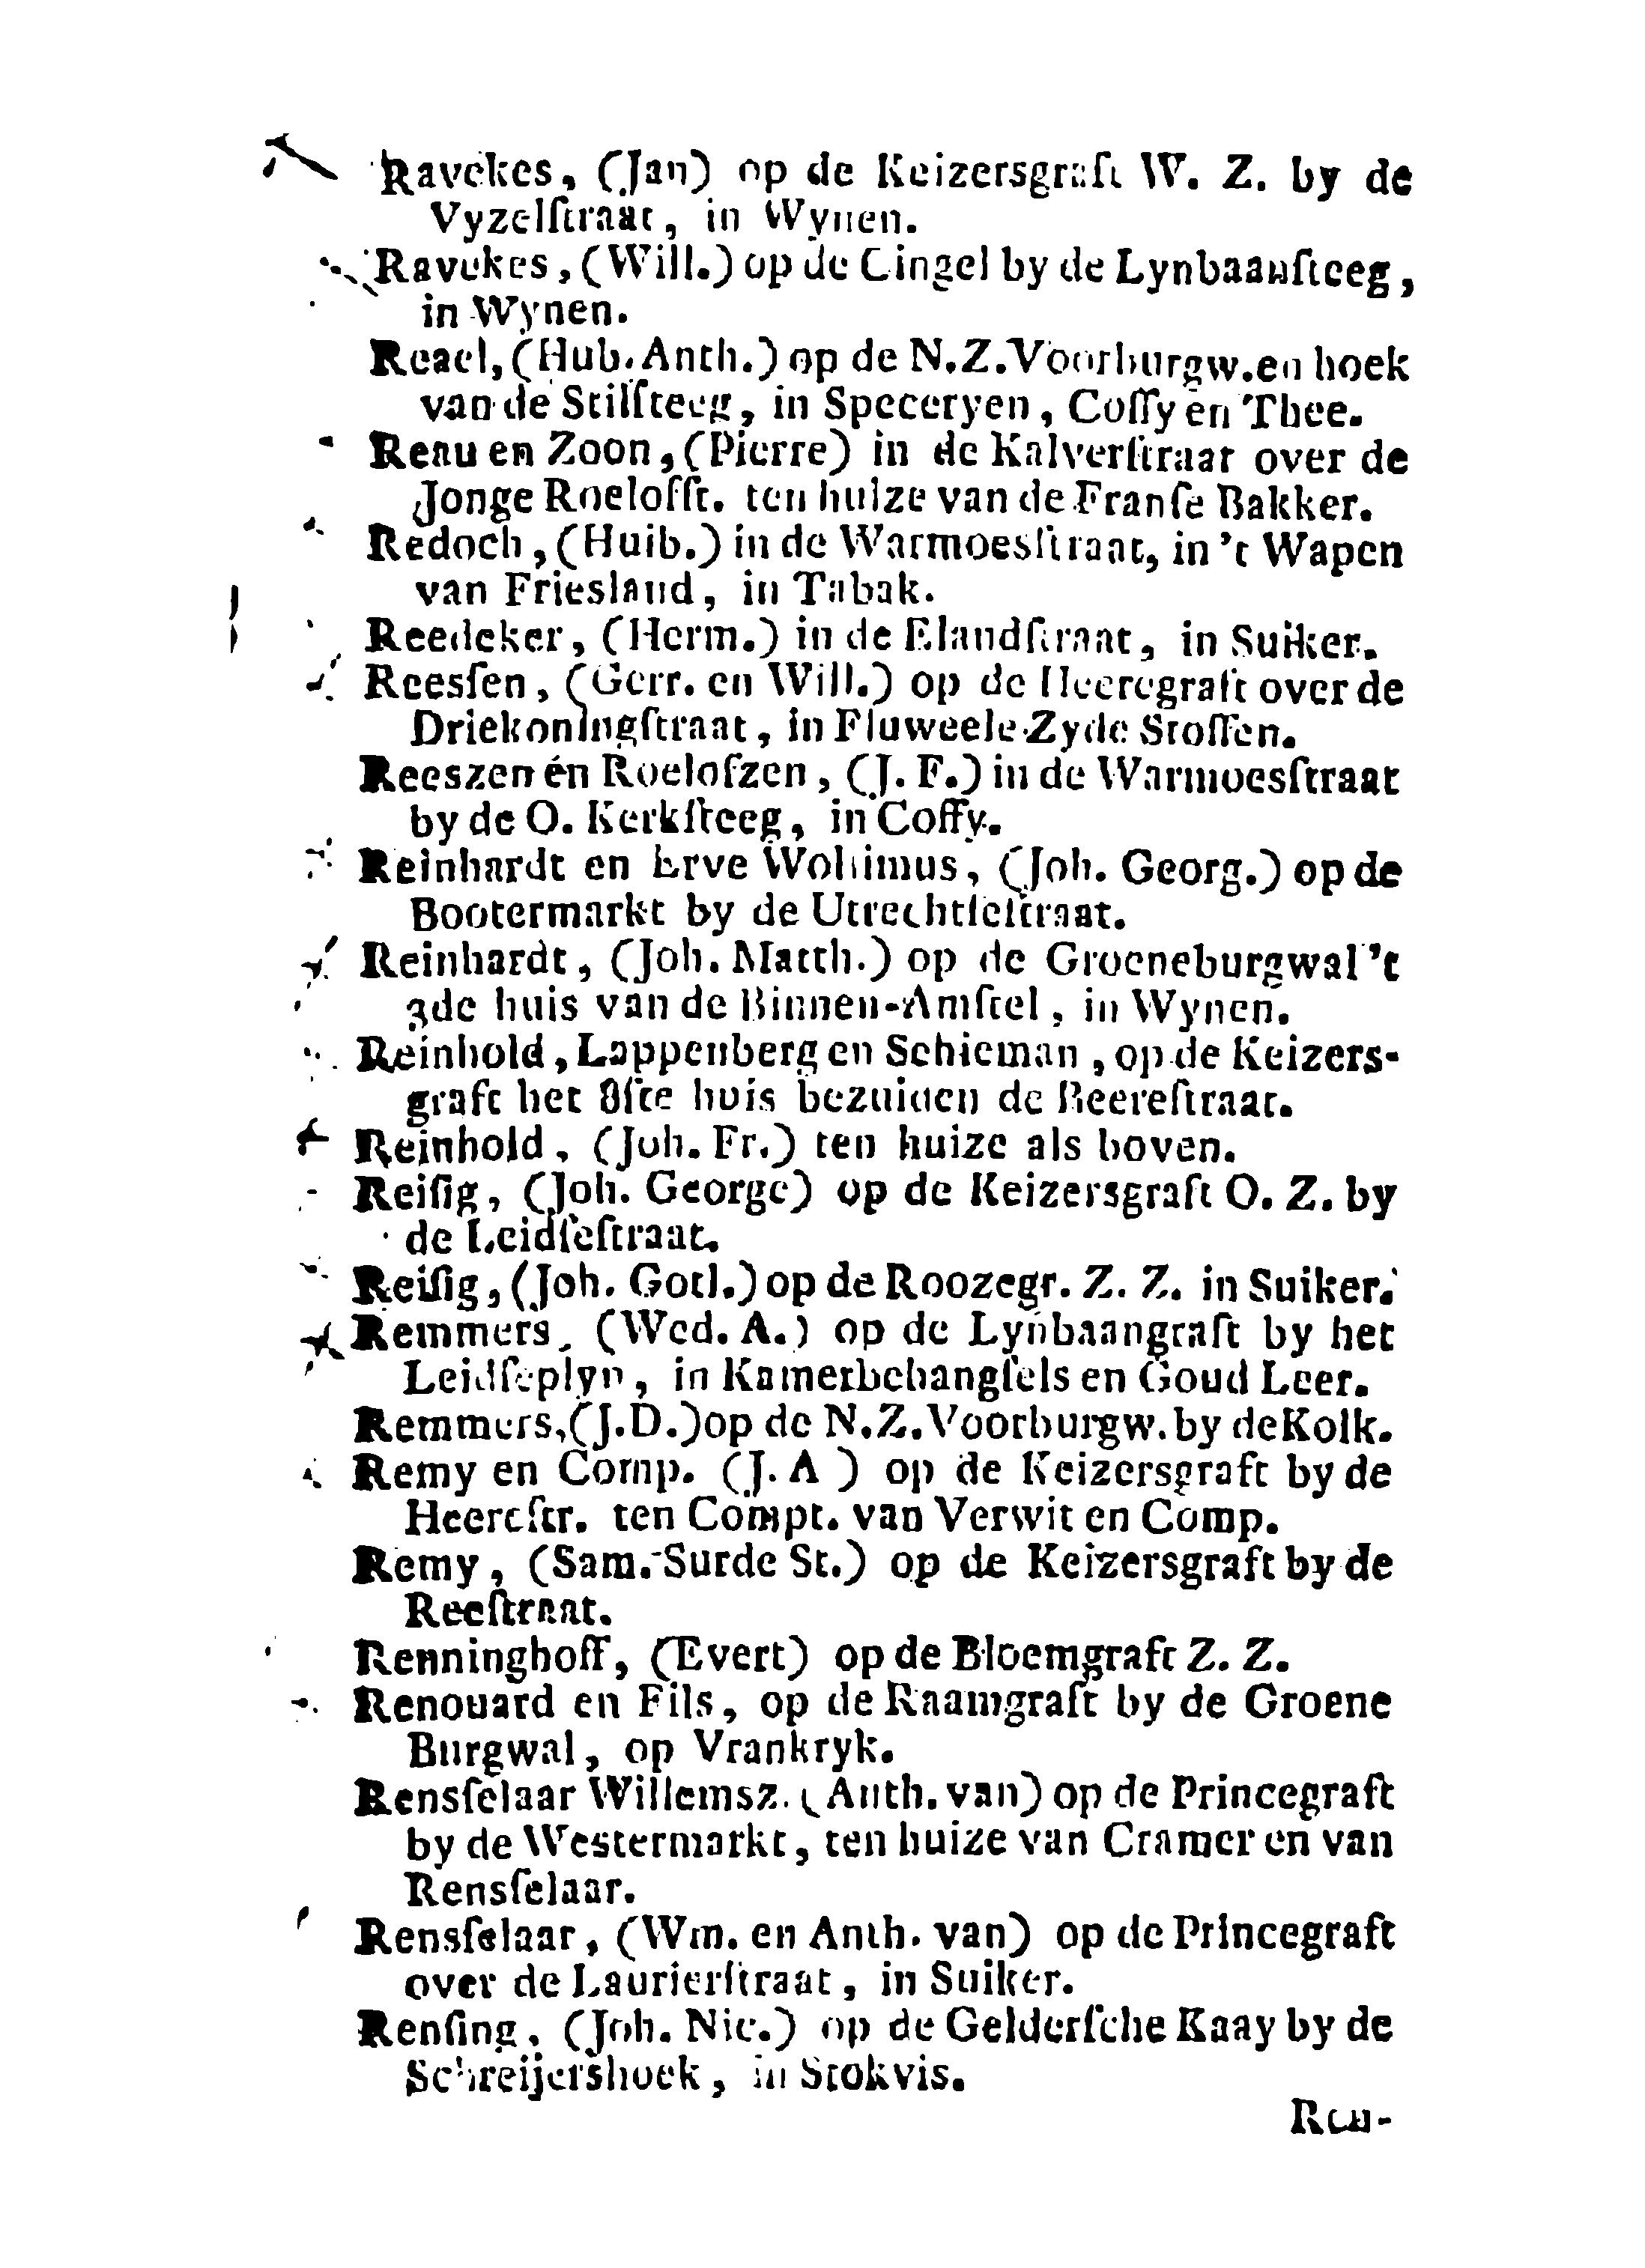 Ravekes, (Jan) op de Keizersgraft W. Z. by de
Vyzelſtraat, in Wynen.
Ravekes, (Will.) op de Cingel by de Lynbaanſteeg,
in Wynen.
Reael, (Hub. Anth.) op de N.Z. Voorburgw. en hoek
van de Stilſteeg, in Speceryen, Coffy en Thee.
Renu en Zoon, (Pierre) in de Kalverſtraat over de
Jonge Roelofſt. ten huize van de Franſe Bakker.
Redoch, (Huib.) in de Warmoesſtraat, in 't Wapen
van Friesland, in Tabak.
Reedeker, (Herm.) in de Elandſtraat, in Suiker.
Reesſen, (Gerr. en Will.) op de Heeregraft over de
Driekoningſtraat, in Fluweele Zyde Stoffen.
Reeszen en Roelofzen, (J. F.) in de Warmoesſtraat
by de O. Kerkſteeg, in Coffy.
Reinhardt en Erve Wohimus, (Joh. Georg.) op de
Bootermarkt by de Utrechtſeſtraat.
Reinhardt, (Joh. Matth.) op de Groeneburgwal 't
3de huis van de Binnen-Amſtel, in Wynen.
Reinhold, Lappenberg en Schieman, op de Keizers-
graft het 8ſte huis bezuiden de Beereſtraat.
Reinhold, (Joh. Fr.) ten huize als boven.
Reiſig, (Joh. George) op de Keizersgraft O. Z. by
de Leidſeſtraat.
Reiſig, (Joh. Gotl.) op de Roozegr. Z. Z. in Suiker.
Remmers, (Wed. A.) op de Lynbaangraft by het
Leidſeplyn, in Kamerbehangſels en Goud Leer.
Remmers, (J. D.) op de N.Z. Voorburgw. by de Kolk.
Remy en Comp. (J. A ) op de Keizersgraft by de
Heereſtr. ten Compt. van Verwit en Comp.
Remy, (Sam. Surde St.) op de Keizersgraft by de
Reeſtraat.
Renninghoff, (Evert) op de Bloemgraft Z. Z.
Renouard en Fils, op de Raamgraft by de Groene
Burgwal, op Vrankryk.
Rensſelaar Willemsz. (Anth. van) op de Princegraft
by de Westermarkt, ten huize van Cramer en van
Rensſelaar.
Rensſelaar, (Wm. en Anth. van) op de Princegraft
over de Laurierſtraat, in Suiker.
Renſing, (Joh. Nic.) op de Gelderſche Kaay by de
Schreijershoek, in Stokvis.
Ren-